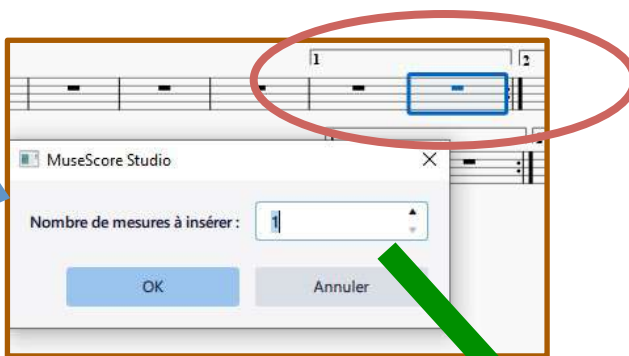 1 2
MuseScore Studio
Nombre de mesures à insérer :
1
OK Annuler